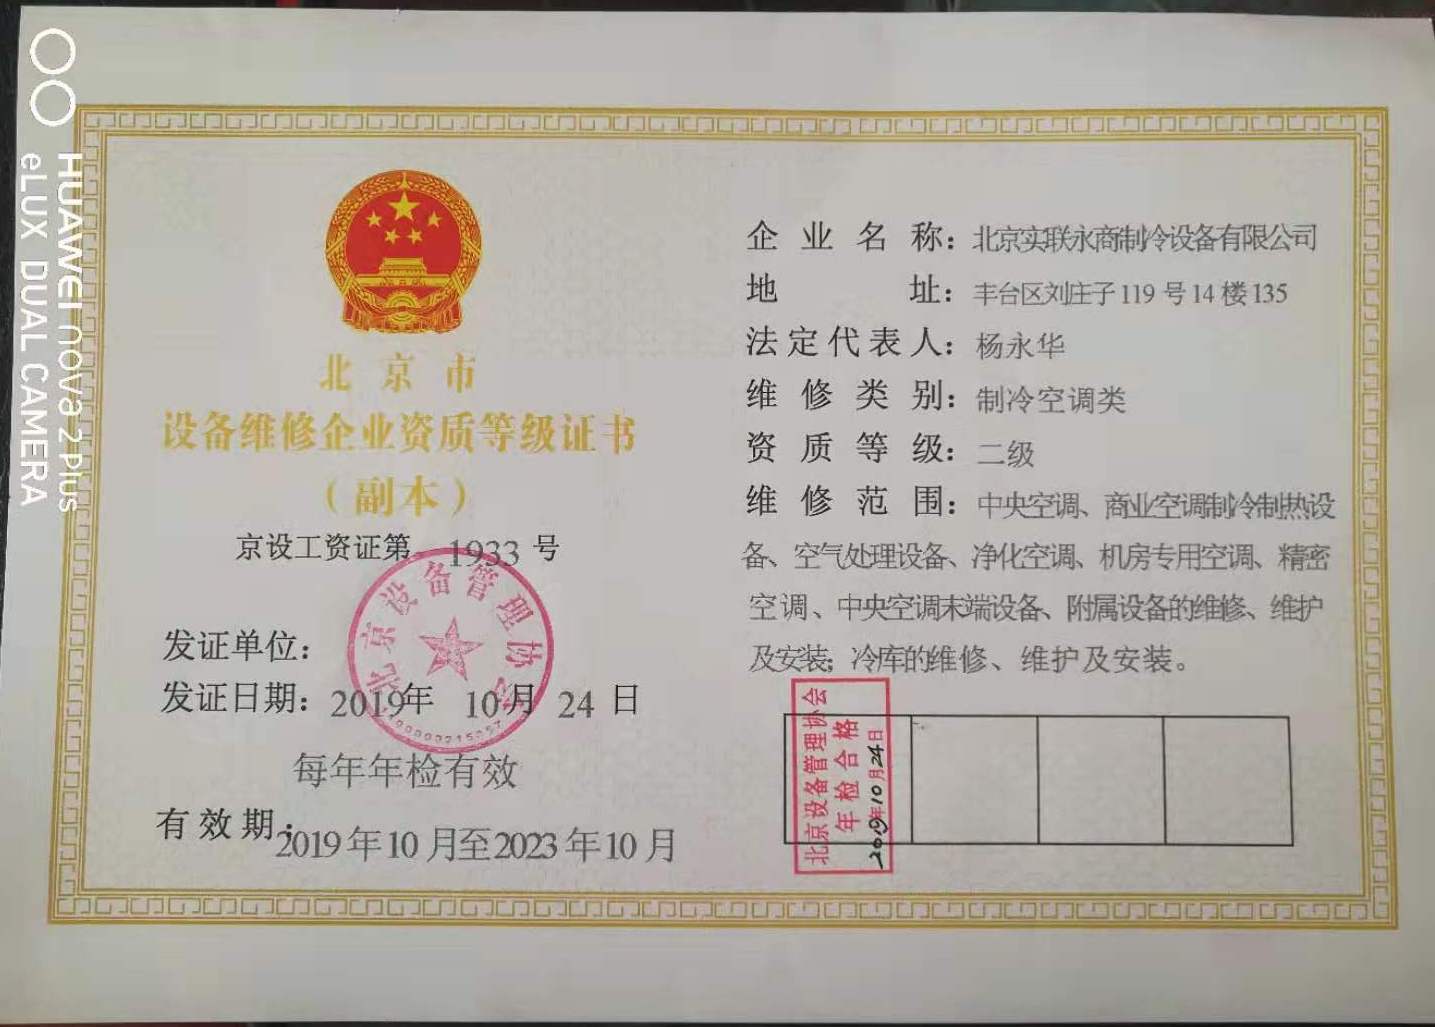 北京市
设备维修企业资质等级证书
（副本）
京设工资证第 1933 号
发证单位：
北京设备管理协会
发证日期：2019年 10月 24 日
每年年检有效
有效期：2019年10月至2023年10月
企业名称：北京实联永商制冷设备有限公司
地址：丰台区刘庄子119号14楼135
法定代表人：杨永华
维修类别：制冷空调类
资质等级：二级
维修范围：中央空调、商业空调制冷制热设
备、空气处理设备、净化空调、机房专用空调、精密
空调、中央空调末端设备、附属设备的维修、维护
及安装；冷库的维修、维护及安装。
北京设备管理协会
年检合格
2019年10月24日
HUAWEI nova 2 Plus
eLUX DUAL CAMERA